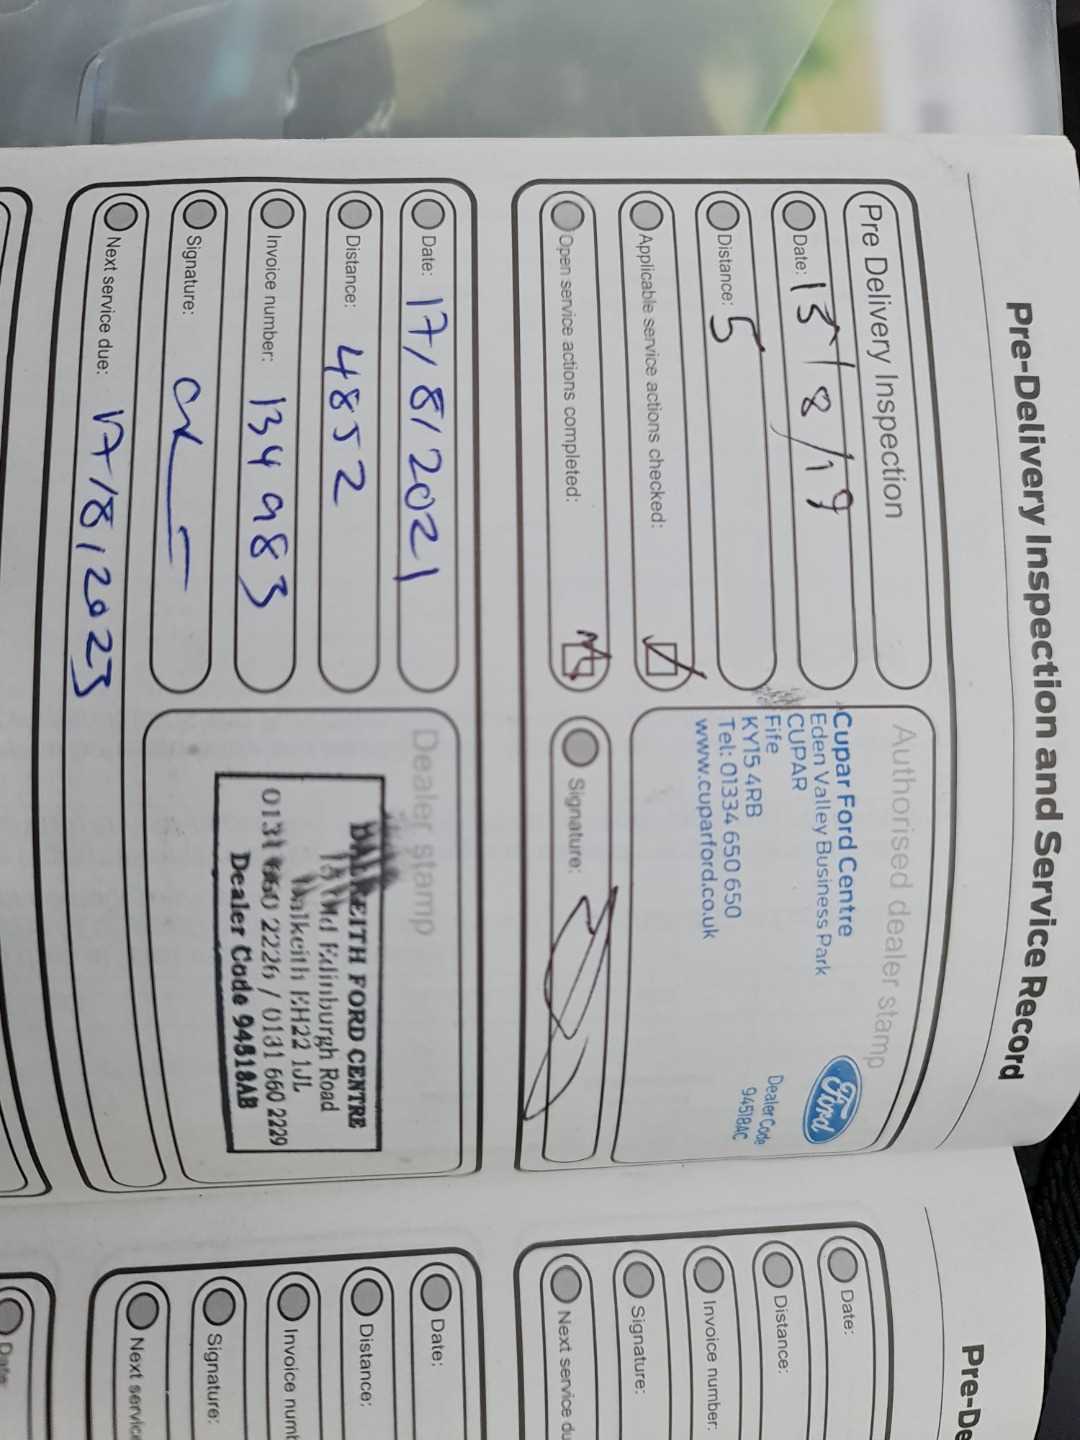 Pre-Delivery Inspection and Service Record
Pre Delivery Inspection
Date: 15/8/19
Distance: 5
Applicable service actions checked:
Open service actions completed:
Authorised dealer stamp
Cupar Ford Centre
Eden Valley Business Park
CUPAR
Fife
KY15 4RB
Tel: 01334 650 650
www.cuparford.co.uk
Ford
Dealer Code
94518AC
Signature:
Date: 17/8/2021
Distance: 4852
Invoice number: 134983
Signature:
Next service due: 17/8/2023
Dealer stamp
DALKEITH FORD CENTRE
Edinburgh Road
Dalkeith EH22 1JL
0131 660 2226 / 0131 660 2229
Dealer Code 94518AB
Pre-De
Date:
Distance:
Invoice number:
Signature:
Next service du
Date:
Distance:
Invoice numb
Signature:
Next service
Date